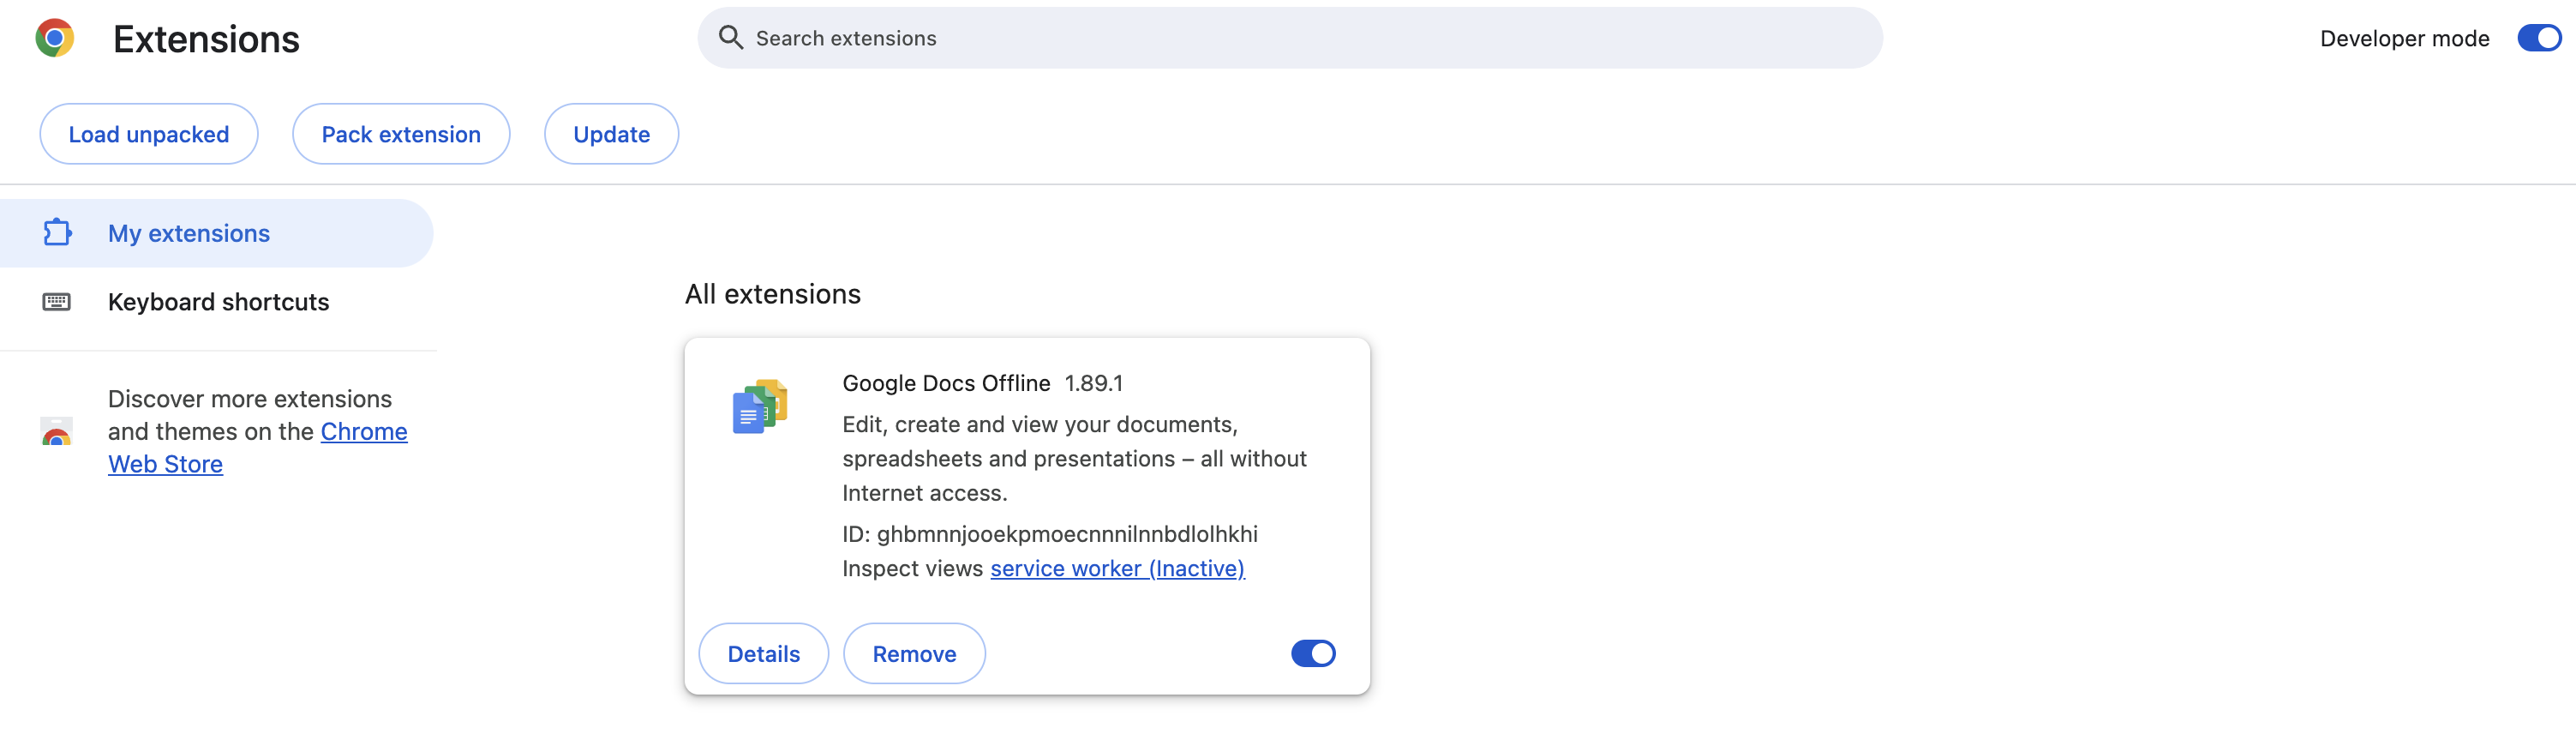 Extensions
Search extensions
Developer mode
Load unpacked
Pack extension
Update
My extensions
Keyboard shortcuts
Discover more extensions
and themes on the Chrome
Web Store
All extensions
Google Docs Offline 1.89.1
Edit, create and view your documents,
spreadsheets and presentations – all without
Internet access.
ID: ghbmnnjooekpmoecnnnilnnbdlolhkhi
Inspect views service worker (Inactive)
Details
Remove